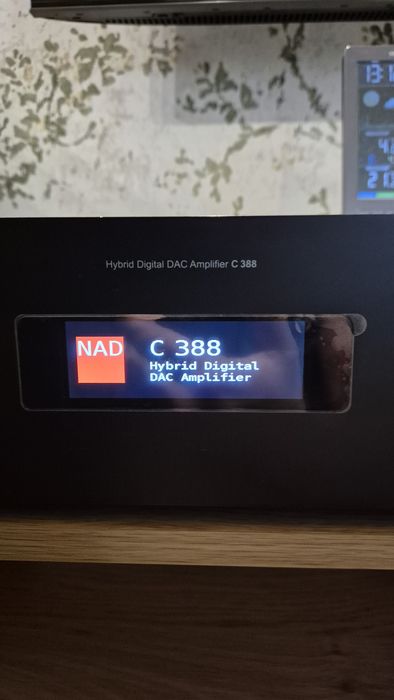 Hybrid Digital DAC Amplifier C 388
NAD
C 388
Hybrid Digital
DAC Amplifier